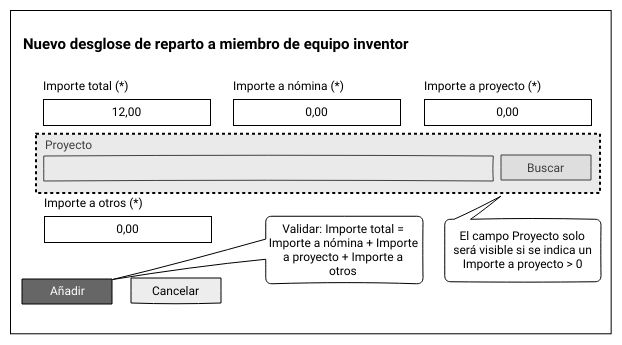 Nuevo desglose de reparto a miembro de equipo inventor
Importe total (*)
Importe a nómina (*)
Importe a proyecto (*)
12,00
0,00
0,00
Proyecto
Buscar
Importe a otros (*)
0,00
Validar: Importe total =
Importe a nómina + Importe
a proyecto + Importe a
otros
El campo Proyecto solo
será visible si se indica un
Importe a proyecto > 0
Añadir
Cancelar